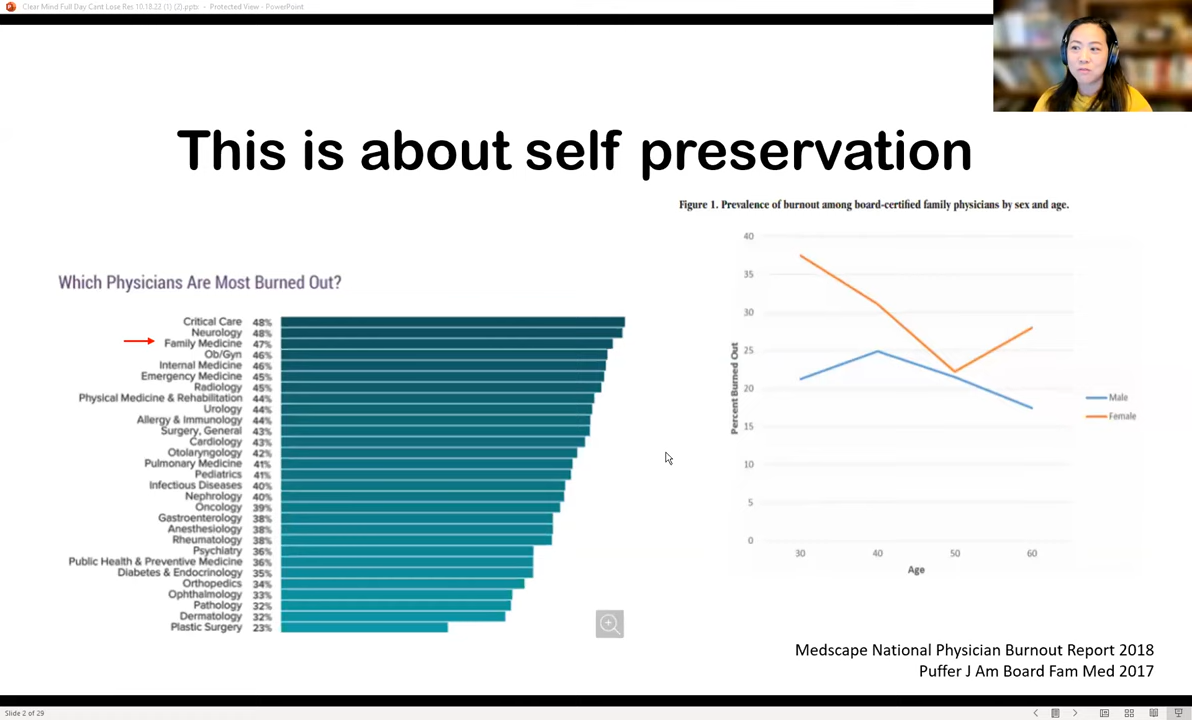 Clear Mind Full Day Cant Lose Res 10.18.22 (1) (2).ppts - Protected View - PowerPoint
This is about self preservation
Figure 1. Prevalence of burnout among board-certified family physicians by sex and age.
Which Physicians Are Most Burned Out?
Critical Care 48%
Neurology 48%
Family Medicine 47%
Ob/Gyn 46%
Internal Medicine 46%
Emergency Medicine 45%
Radiology 45%
Physical Medicine & Rehabilitation 44%
Urology 44%
Allergy & Immunology 44%
Surgery, General 43%
Cardiology 43%
Otolaryngology 42%
Pulmonary Medicine 41%
Pediatrics 41%
Infectious Diseases 40%
Nephrology 40%
Oncology 39%
Gastroenterology 38%
Anesthesiology 38%
Rheumatology 38%
Psychiatry 36%
Public Health & Preventive Medicine 36%
Diabetes & Endocrinology 35%
Orthopedics 34%
Ophthalmology 33%
Pathology 32%
Dermatology 32%
Plastic Surgery 23%
Percent Burned Out
40
35
30
25
20
15
10
5
0
30 40 50 60
Age
Male
Female
Medscape National Physician Burnout Report 2018
Puffer J Am Board Fam Med 2017
Slide 2 of 29